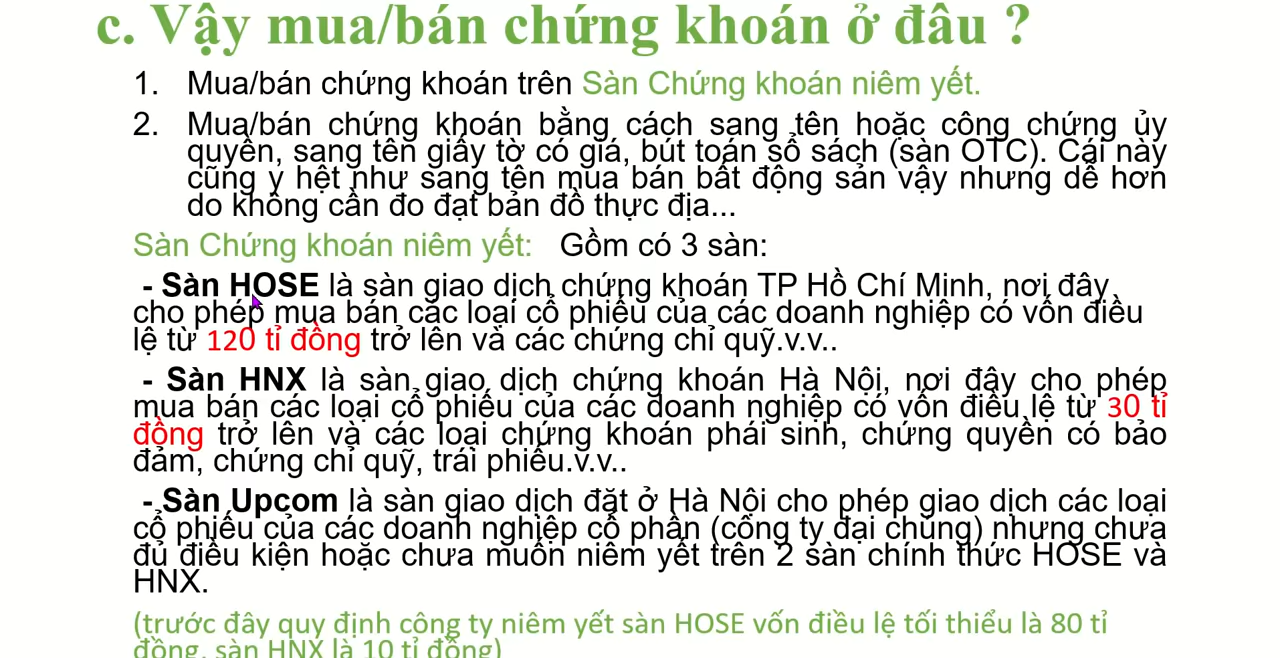 c. Vậy mua/bán chứng khoán ở đâu ?
1. Mua/bán chứng khoán trên Sàn Chứng khoán niêm yết.
2. Mua/bán chứng khoán bằng cách sang tên hoặc công chứng ủy
quyền, sang tên giấy tờ có giá, bút toán sổ sách (sàn OTC). Cái này
cũng y hệt như sang tên mua bán bất động sản vậy nhưng dễ hơn
do không cần đo đạt bản đồ thực địa...
Sàn Chứng khoán niêm yết: Gồm có 3 sàn:
- Sàn HOSE là sàn giao dịch chứng khoán TP Hồ Chí Minh, nơi đây
cho phép mua bán các loại cổ phiếu của các doanh nghiệp có vốn điều
lệ từ 120 tỉ đồng trở lên và các chứng chỉ quỹ.v.v..
- Sàn HNX là sàn giao dịch chứng khoán Hà Nội, nơi đây cho phép
mua bán các loại cổ phiếu của các doanh nghiệp có vốn điều lệ từ 30 tỉ
đồng trở lên và các loại chứng khoán phái sinh, chứng quyền có bảo
đảm, chứng chỉ quỹ, trái phiếu.v.v..
- Sàn Upcom là sàn giao dịch đặt ở Hà Nội cho phép giao dịch các loại
cổ phiếu của các doanh nghiệp cổ phần (công ty đại chúng) nhưng chưa
đủ điều kiện hoặc chưa muốn niêm yết trên 2 sàn chính thức HOSE và
HNX.
(trước đây quy định công ty niêm yết sàn HOSE vốn điều lệ tối thiểu là 80 tỉ
đồng, sàn HNX là 10 tỉ đồng)